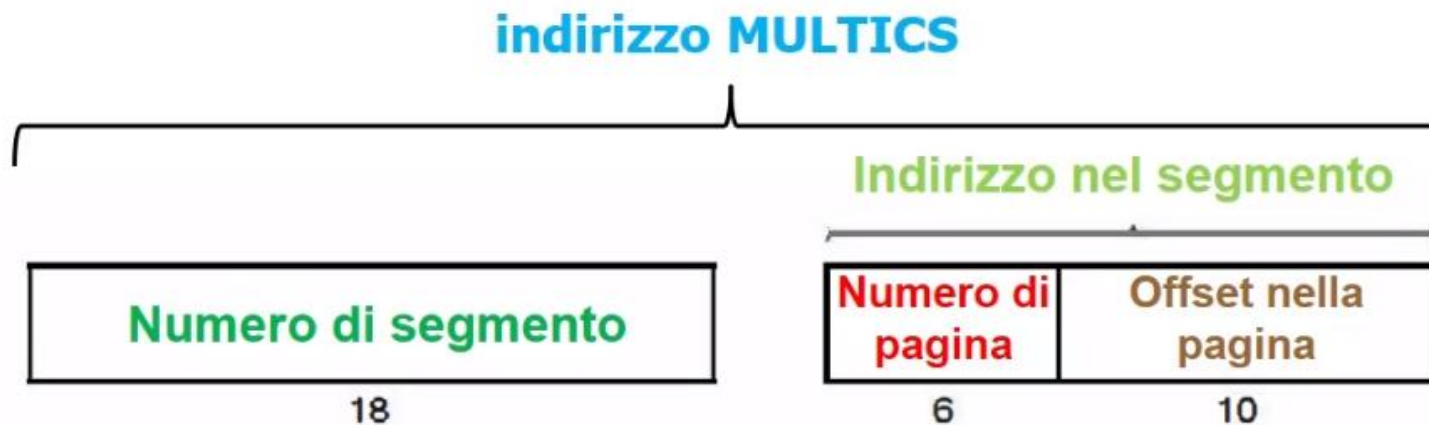 indirizzo MULTICS
Indirizzo nel segmento
Numero di segmento
Numero di
pagina
Offset nella
pagina
18
6
10